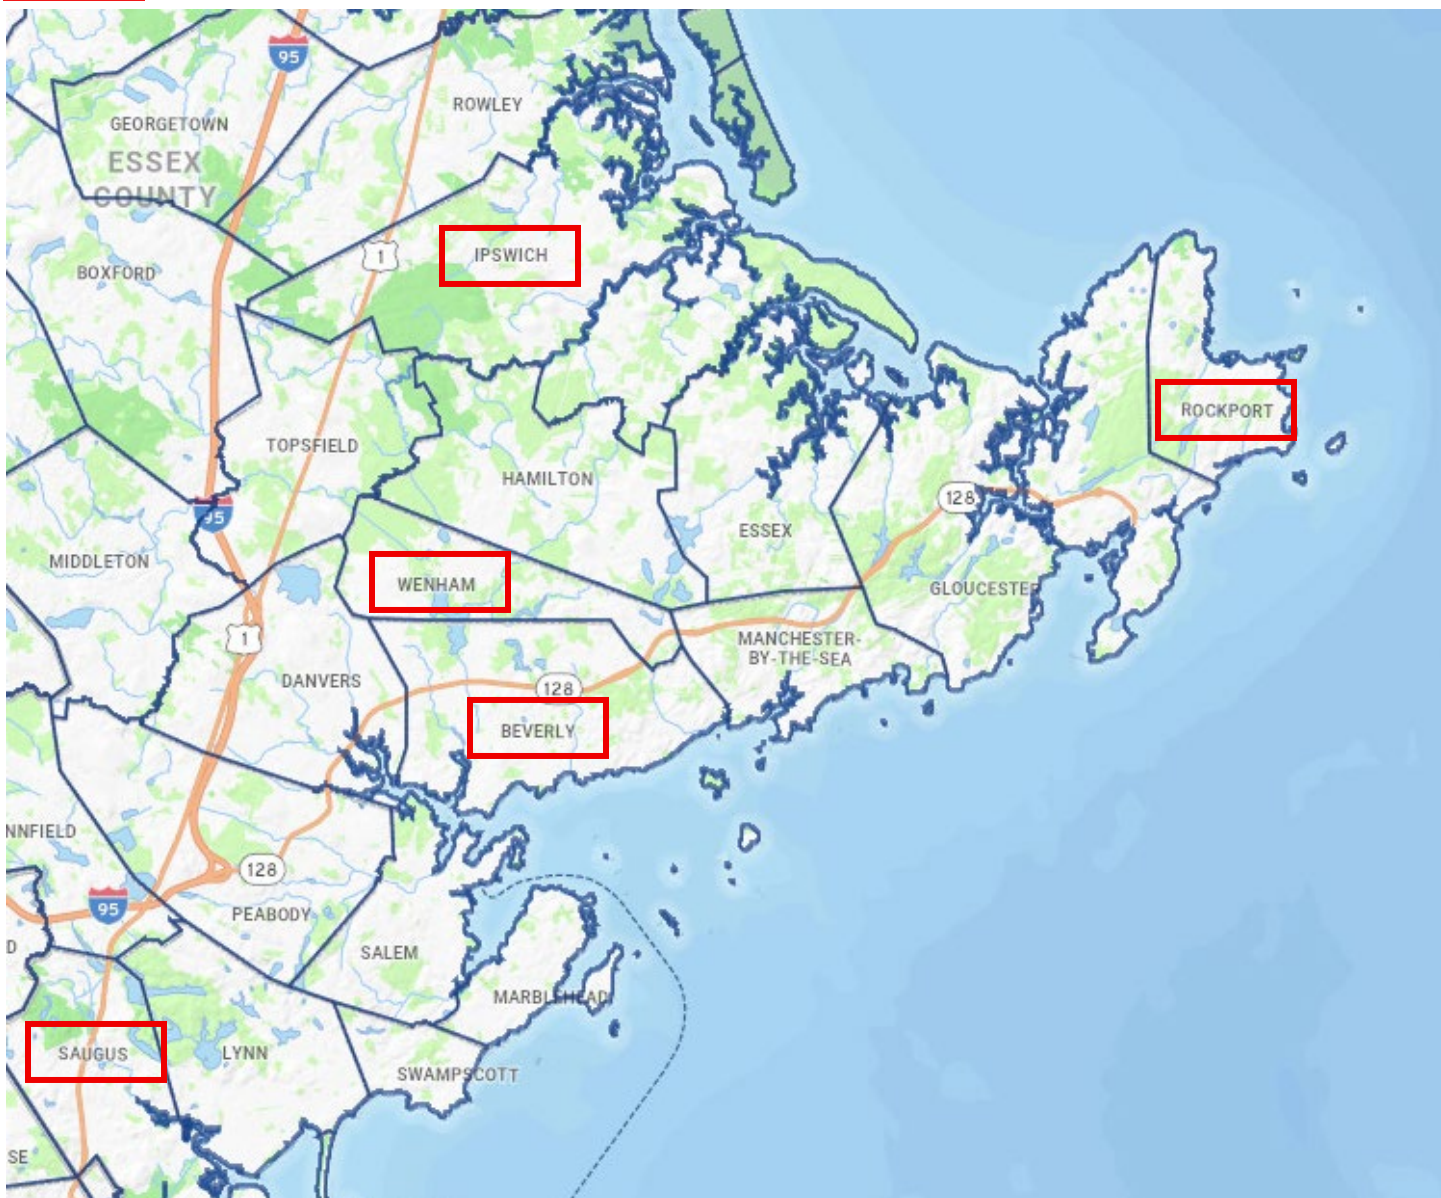 95
ROWLEY
GEORGETOWN
ESSEX
COUNTY
IPSWICH
1
BOXFORD
ROCKPORT
TOPSFIELD
HAMILTON
128
95
ESSEX
MIDDLETON
WENHAM
GLOUCESTER
1
MANCHESTER-
BY-THE-SEA
DANVERS
128
BEVERLY
NNFIELD
128
95
PEABODY
D
SALEM
MARBLEHEAD
SAUGUS
LYNN
SWAMPSCOTT
SE